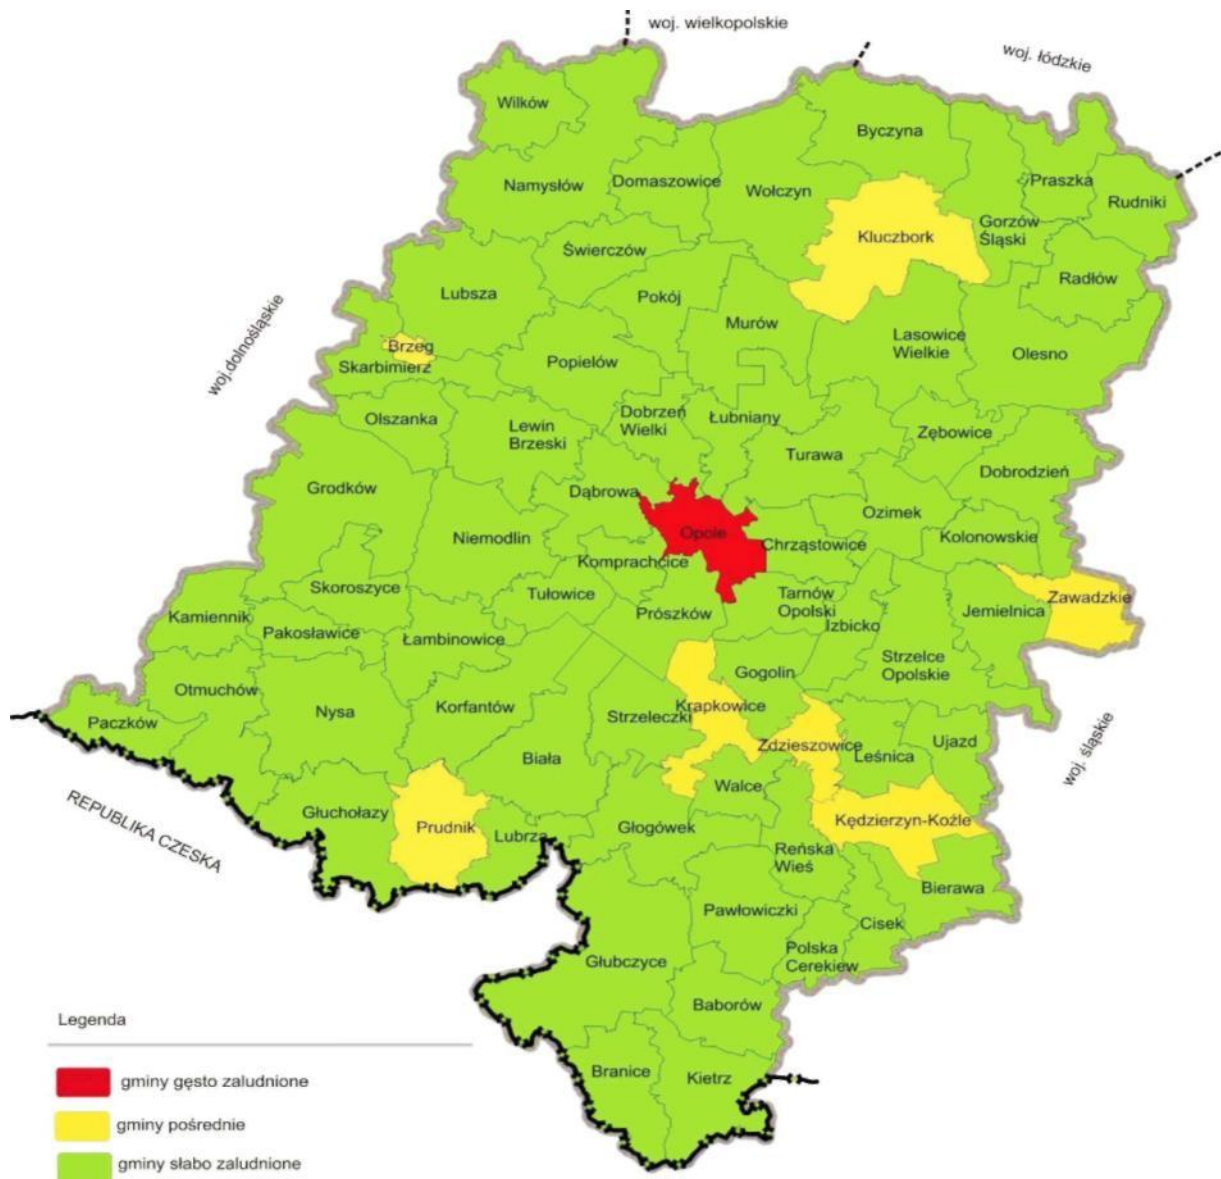 woj. wielkopolskie
woj. łódzkie
Wilków
Byczyna
Namysłów
Domaszowice
Wołczyn
Praszka
Rudniki
Gorzów
Śląski
Kluczbork
Świerczów
Radłów
Lubsza
Pokój
Murów
woj.dolnośląskie
Lasowice
Wielkie
Olesno
Brzeg
Skarbimierz
Popielów
Olszanka
Lewin
Brzeski
Dobrzeń
Wielki
Łubniany
Zębowice
Turawa
Dobrodzień
Grodków
Dąbrowa
Ozimek
Niemodlin
Opole
Chrząstowice
Kolonowskie
Komprachcice
Skoroszyce
Tułowice
Tarnów
Opolski
Zawadzkie
Jemielnica
Kamiennik
Prószków
Izbicko
Pakosławice
Łambinowice
Strzelce
Opolskie
Gogolin
Otmuchów
Nysa
Korfantów
Strzeleczki
Krapkowice
Paczków
Zdzieszowice
Ujazd
Leśnica
woj. śląskie
Biała
Walce
REPUBLIKA CZESKA
Głuchołazy
Prudnik
Lubrza
Głogówek
Kędzierzyn-Koźle
Reńska
Wieś
Bierawa
Pawłowiczki
Cisek
Polska
Cerekiew
Głubczyce
Baborów
Branice
Kietrz
Legenda
gminy gęsto zaludnione
gminy pośrednie
gminy słabo zaludnione